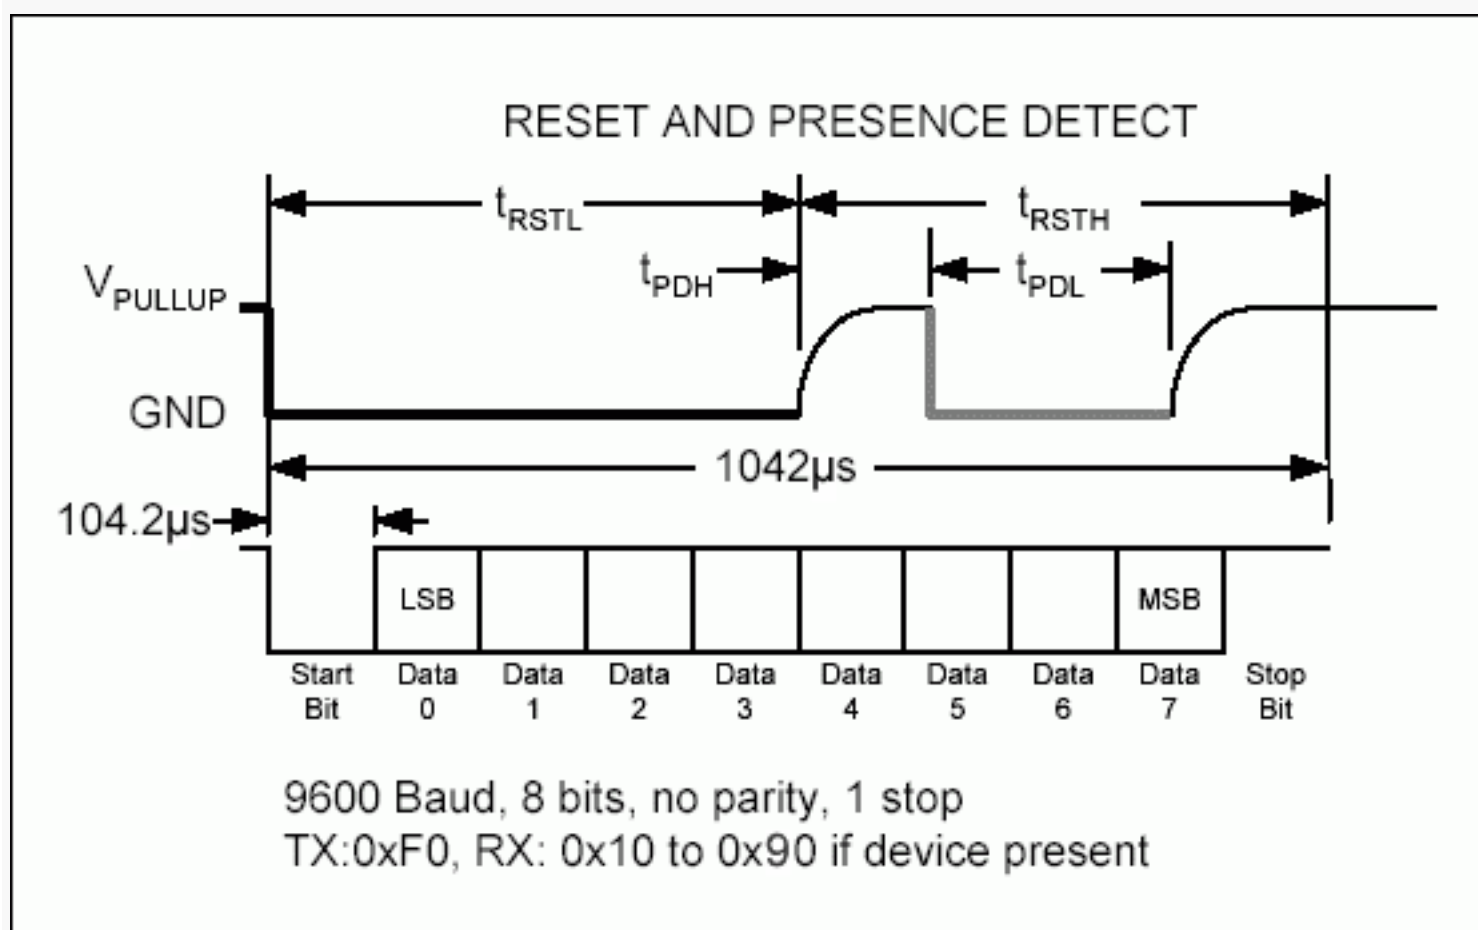 RESET AND PRESENCE DETECT
tRSTL
tRSTH
tPDH
tPDL
VPULLUP
GND
1042µs
104.2µs
LSB
MSB
Start Bit
Data 0
Data 1
Data 2
Data 3
Data 4
Data 5
Data 6
Data 7
Stop Bit
9600 Baud, 8 bits, no parity, 1 stop
TX:0xF0, RX: 0x10 to 0x90 if device present